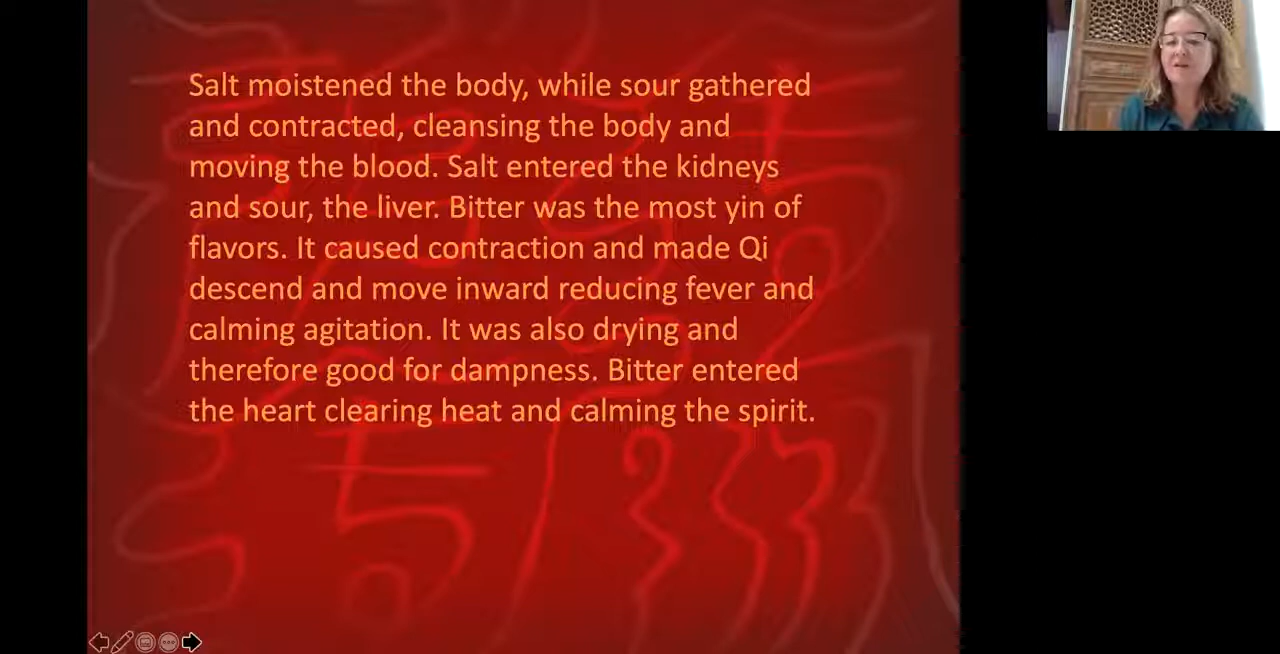 Salt moistened the body, while sour gathered
and contracted, cleansing the body and
moving the blood. Salt entered the kidneys
and sour, the liver. Bitter was the most yin of
flavors. It caused contraction and made Qi
descend and move inward reducing fever and
calming agitation. It was also drying and
therefore good for dampness. Bitter entered
the heart clearing heat and calming the spirit.